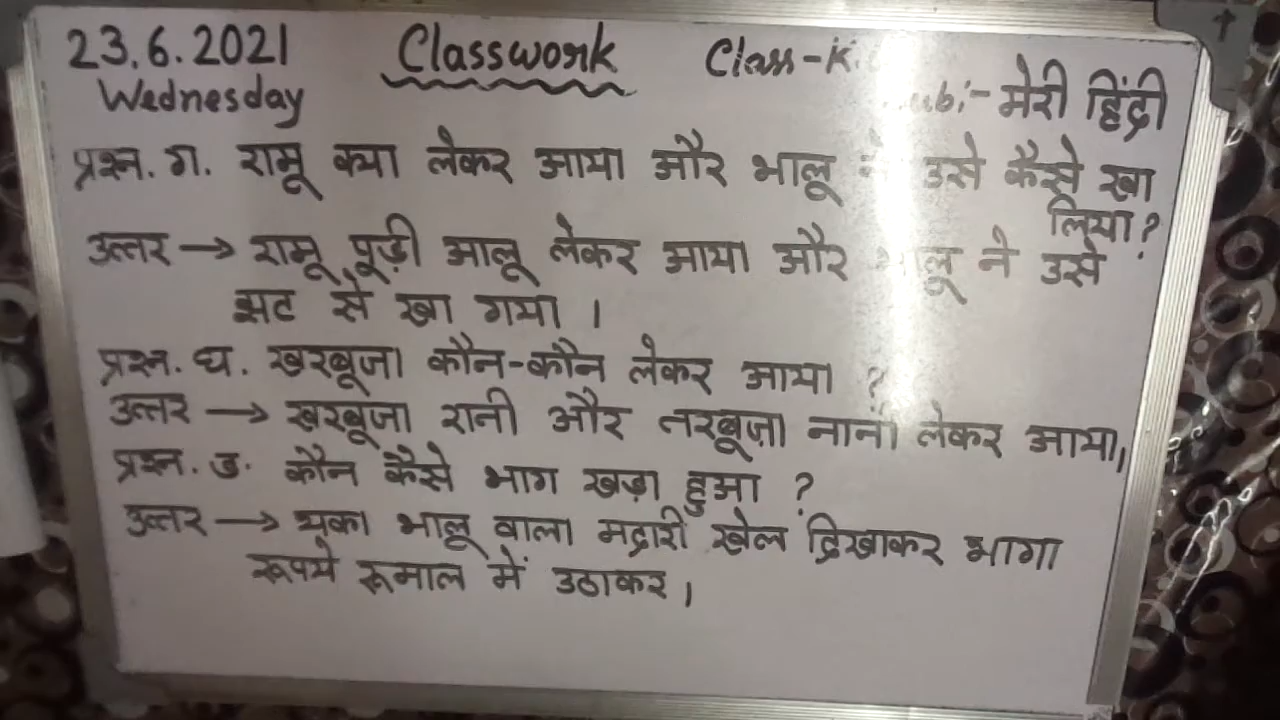 23.6.2021 Classwork Class-K.
Wednesday ub:- मेरी हिंदी
प्रश्न. ग. रामू क्या लेकर आया और भालू ने उसे कैसे खा
लिया?
उत्तर → रामू पूड़ी आलू लेकर आया और भालू ने उसे
झट से खा गया ।
प्रश्न. घ. खरबूजा कौन-कौन लेकर आया ?
उत्तर → खरबूजा रानी और तरबूज़ा नानी लेकर आया,
प्रश्न. ड. कौन कैसे भाग खड़ा हुआ ?
उत्तर → थका भालू वाला मदारी खेल दिखाकर भागा
रूपये रूमाल में उठाकर ।